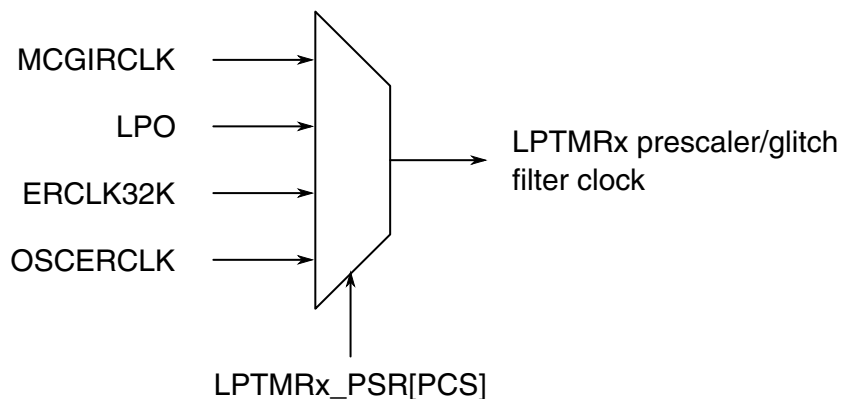 MCGIRCLK
LPO
ERCLK32K
OSCERCLK
LPTMRx prescaler/glitch
filter clock
LPTMRx_PSR[PCS]